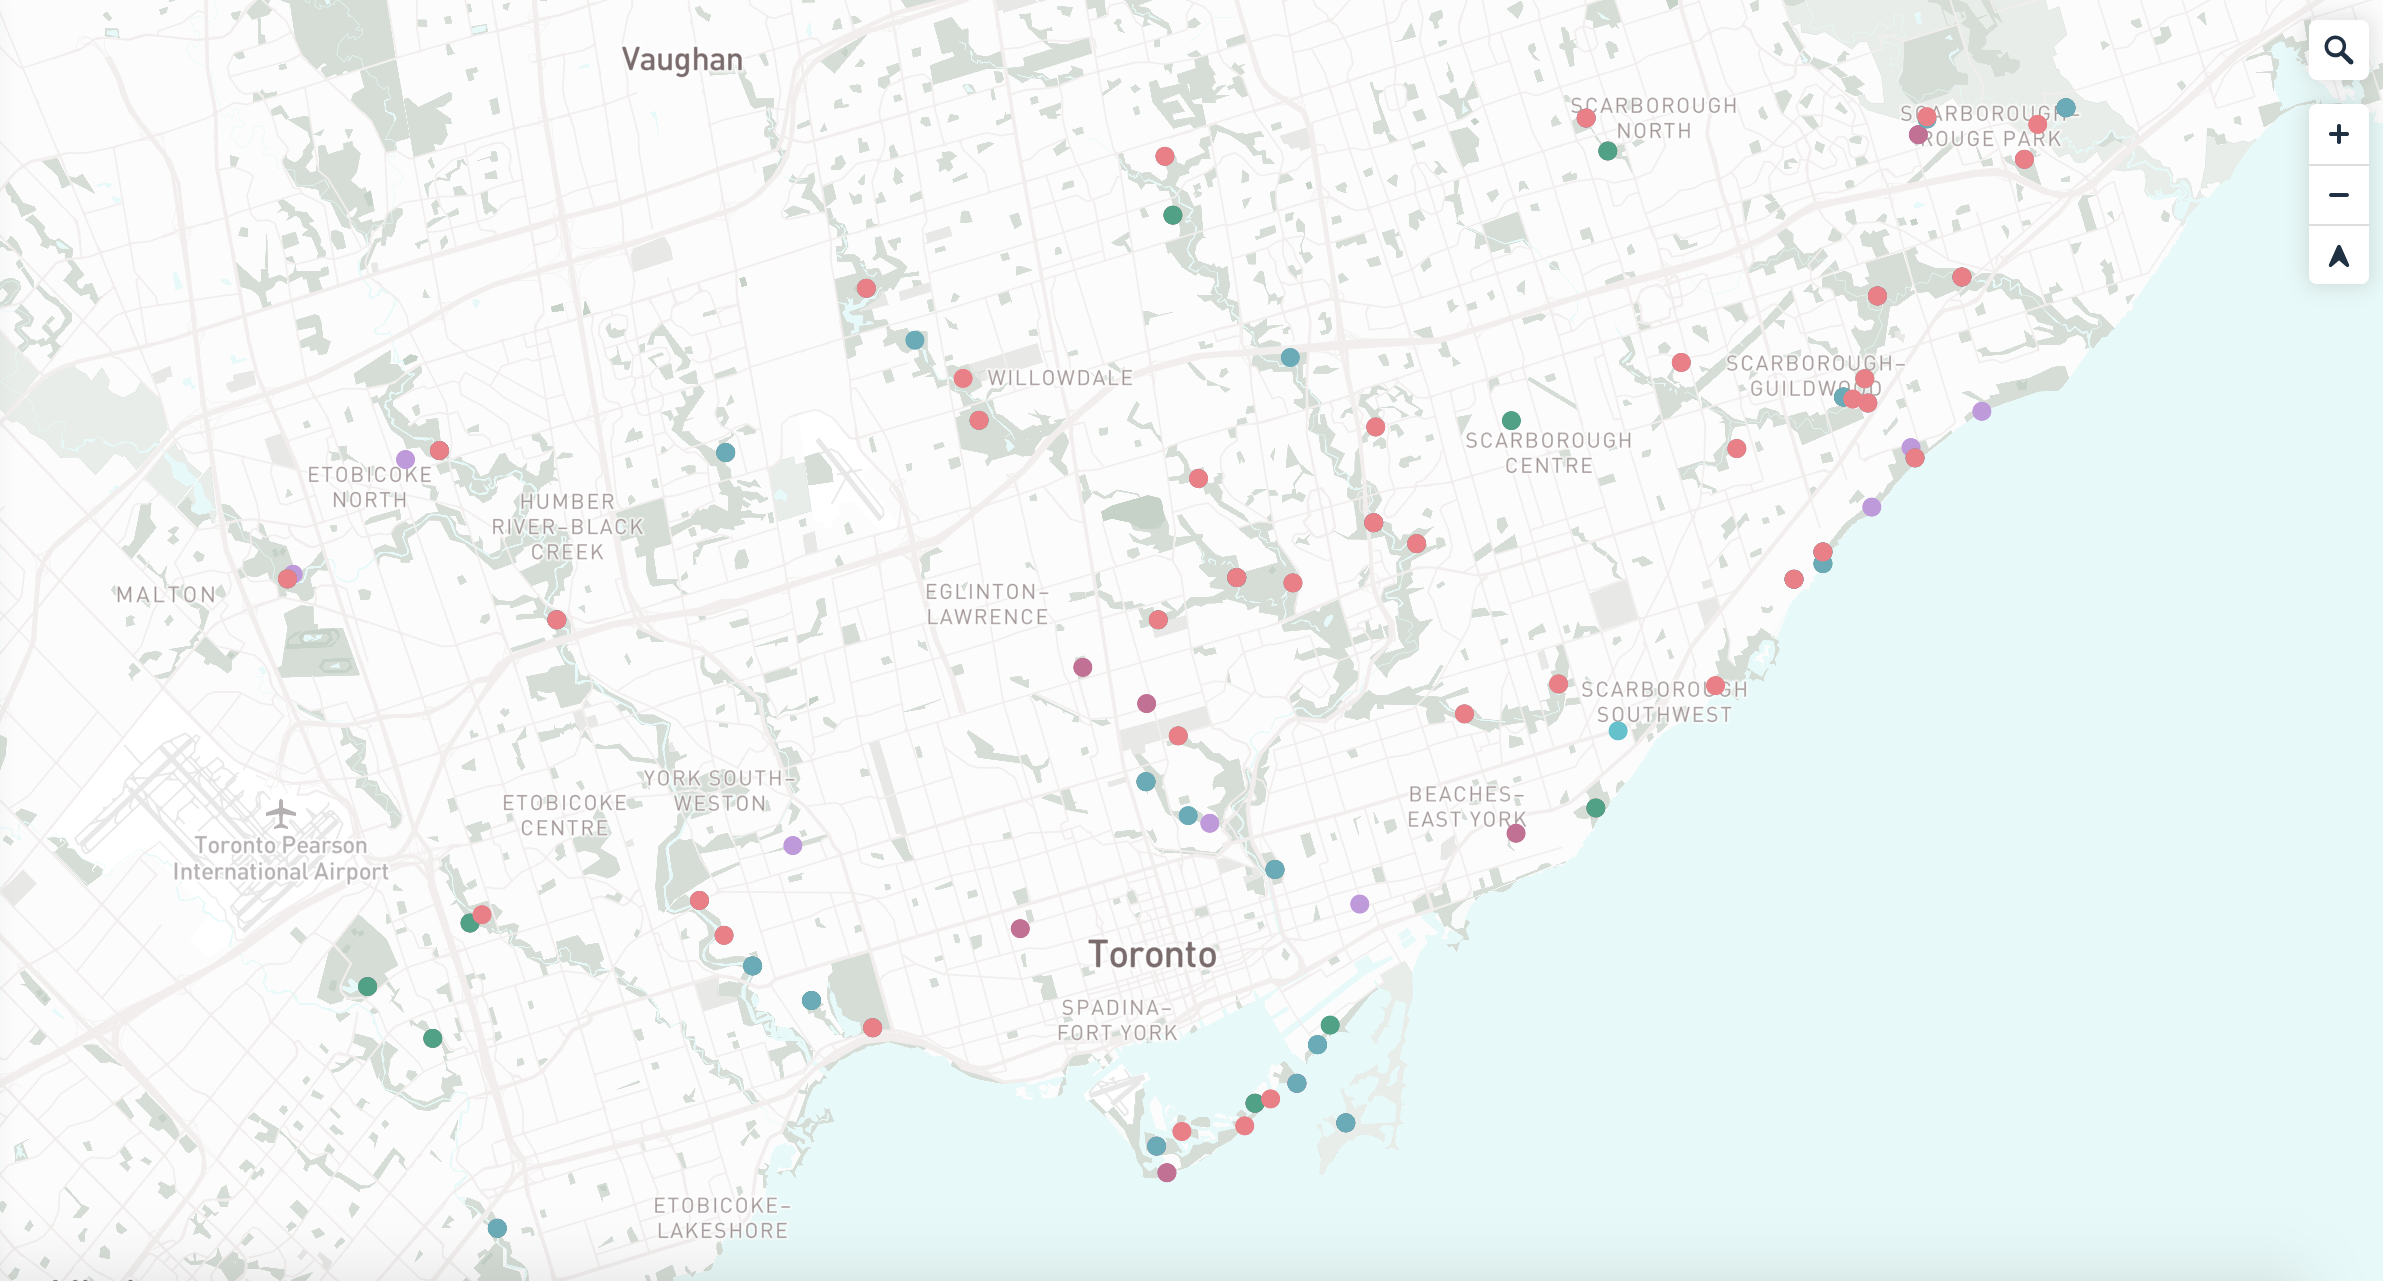 Vaughan
SCARBOROUGH
NORTH
SCARBOROUGH-
ROUGE PARK
WILLOWDALE
SCARBOROUGH-
GUILDWOOD
SCARBOROUGH
CENTRE
ETOBICOKE
NORTH
HUMBER
RIVER-BLACK
CREEK
MALTON
EGLINTON-
LAWRENCE
SCARBOROUGH
SOUTHWEST
YORK SOUTH-
WESTON
ETOBICOKE
CENTRE
BEACHES-
EAST YORK
Toronto Pearson
International Airport
Toronto
SPADINA-
FORT YORK
ETOBICOKE-
LAKESHORE